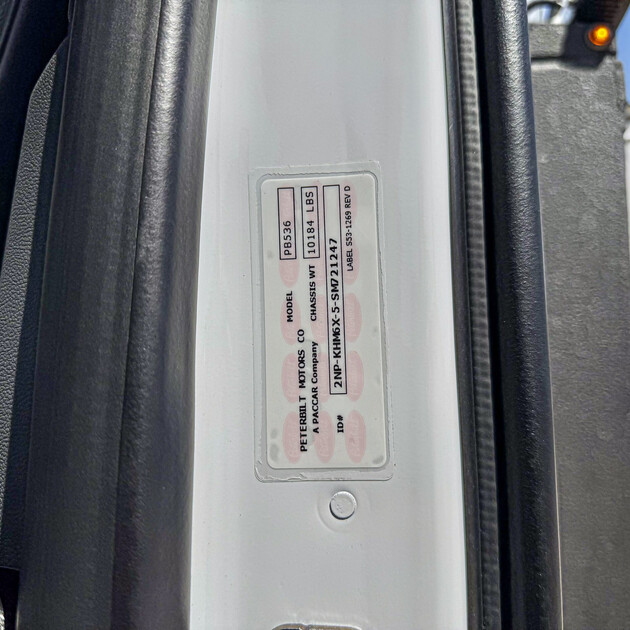 PETERBILT MOTORS CO MODEL PB536
A PACCAR Company CHASSIS WT 10184 LBS
ID# 2NP-KHM6X-5-SM721247
LABEL S53-1269 REV D